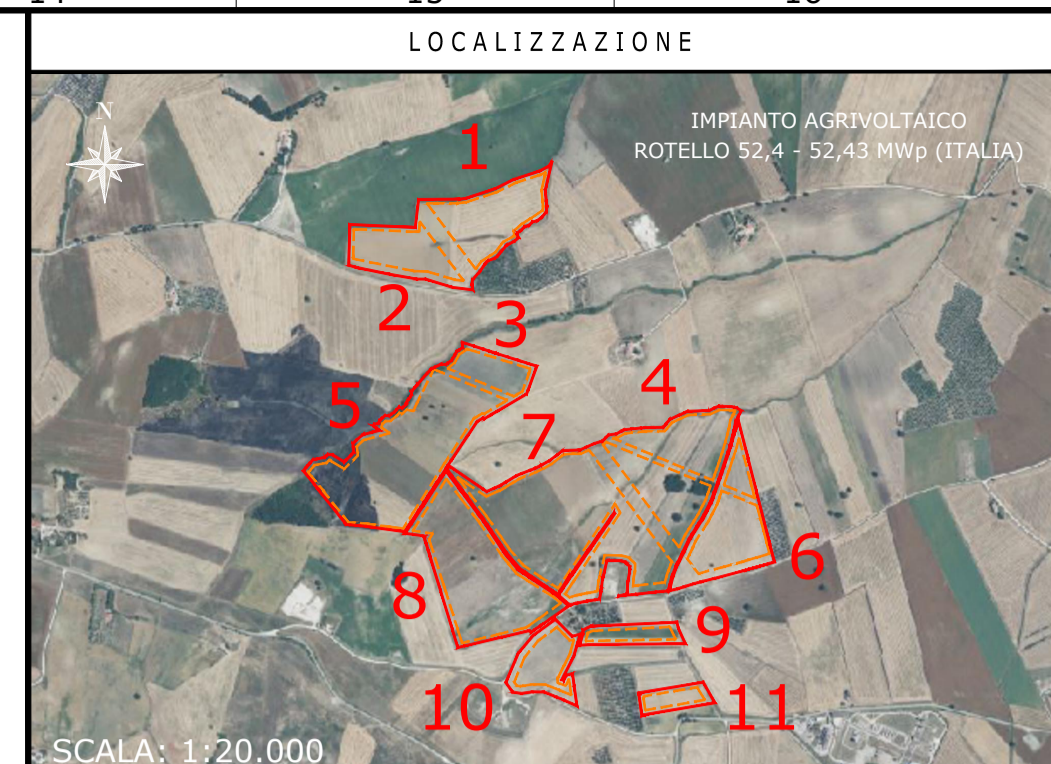 LOCALIZZAZIONE
N
IMPIANTO AGRIVOLTAICO
ROTELLO 52,4 - 52,43 MWp (ITALIA)
1
2
3
4
5
7
6
8
9
10
11
SCALA: 1:20.000